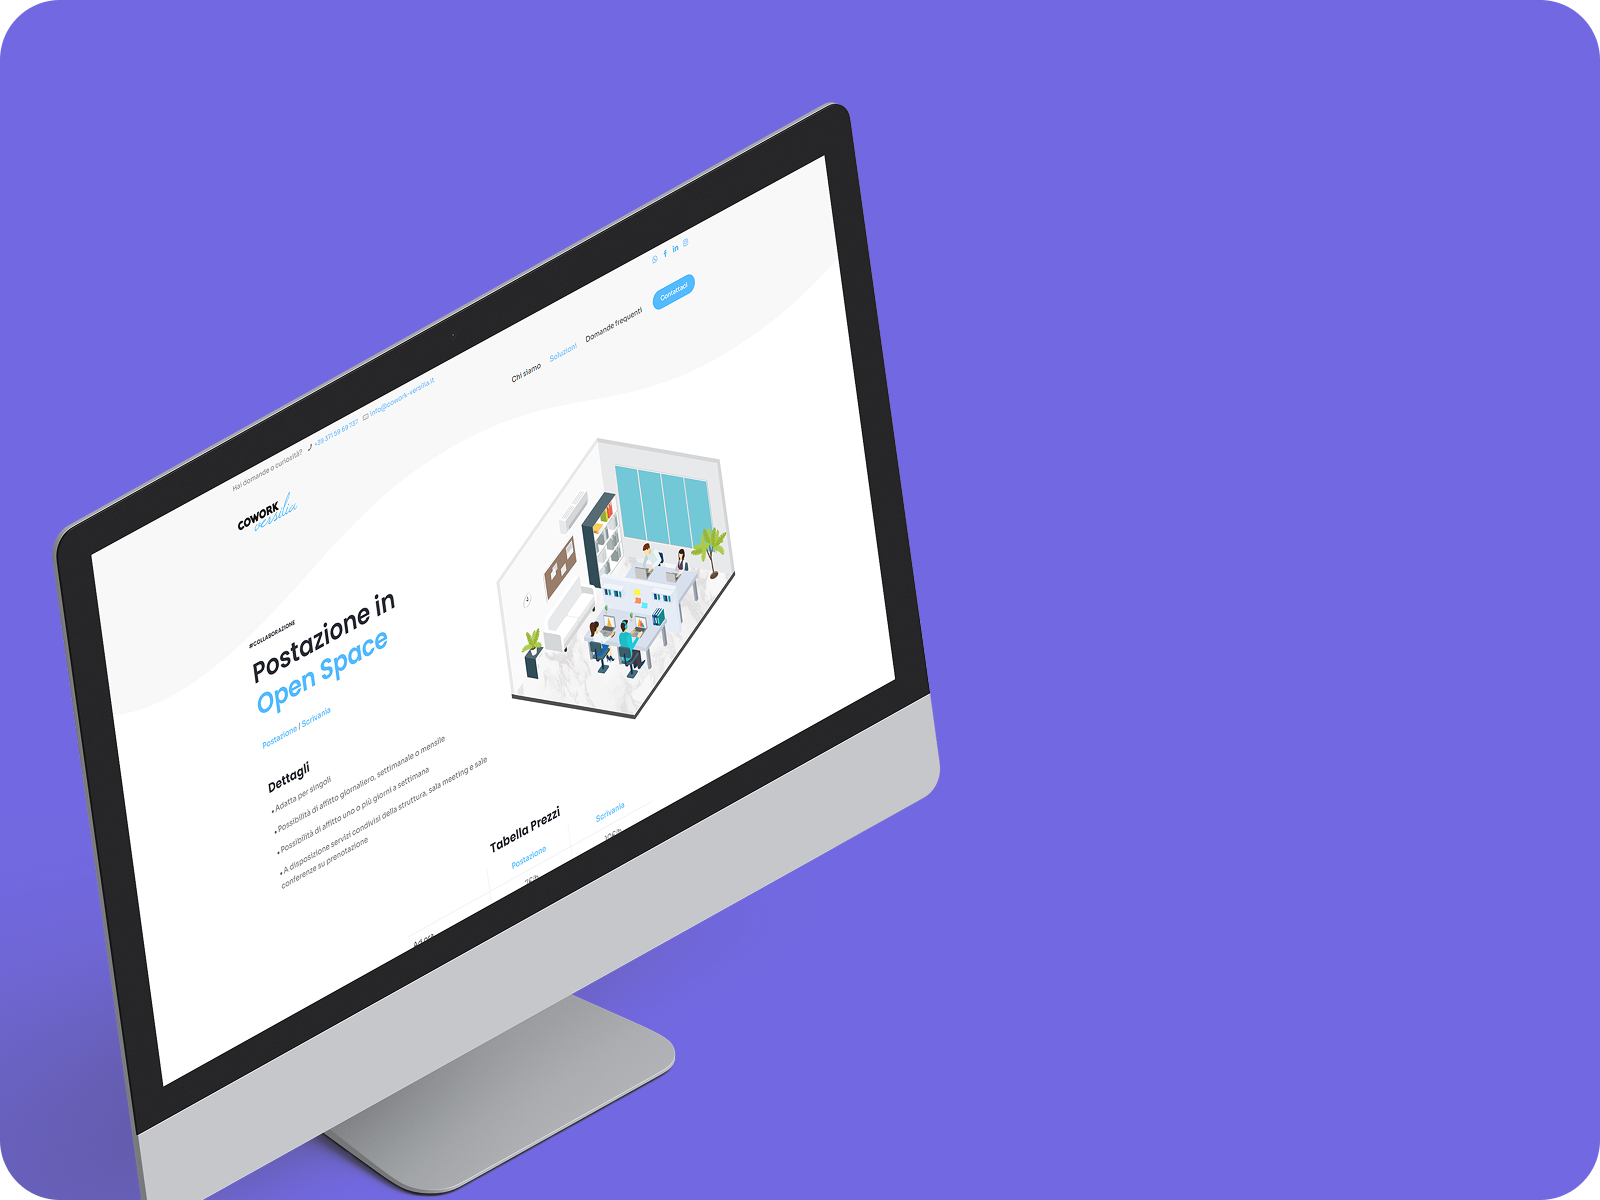 Hai domande o curiosità? +39 371 59 69 737 - info@cowork-versilia.it
COWORK
versilia
Chi siamo
Soluzioni
Domande frequenti
Contattaci
#COLLABORAZIONE
Postazione in
Open Space
Postazione / Scrivania
Dettagli
• Adatta per singoli
• Possibilità di affitto giornaliero, settimanale o mensile
• Possibilità di affitto uno o più giorni a settimana
• A disposizione servizi condivisi della struttura, sala meeting e sale
conferenze su prenotazione
Tabella Prezzi
Postazione
Scrivania